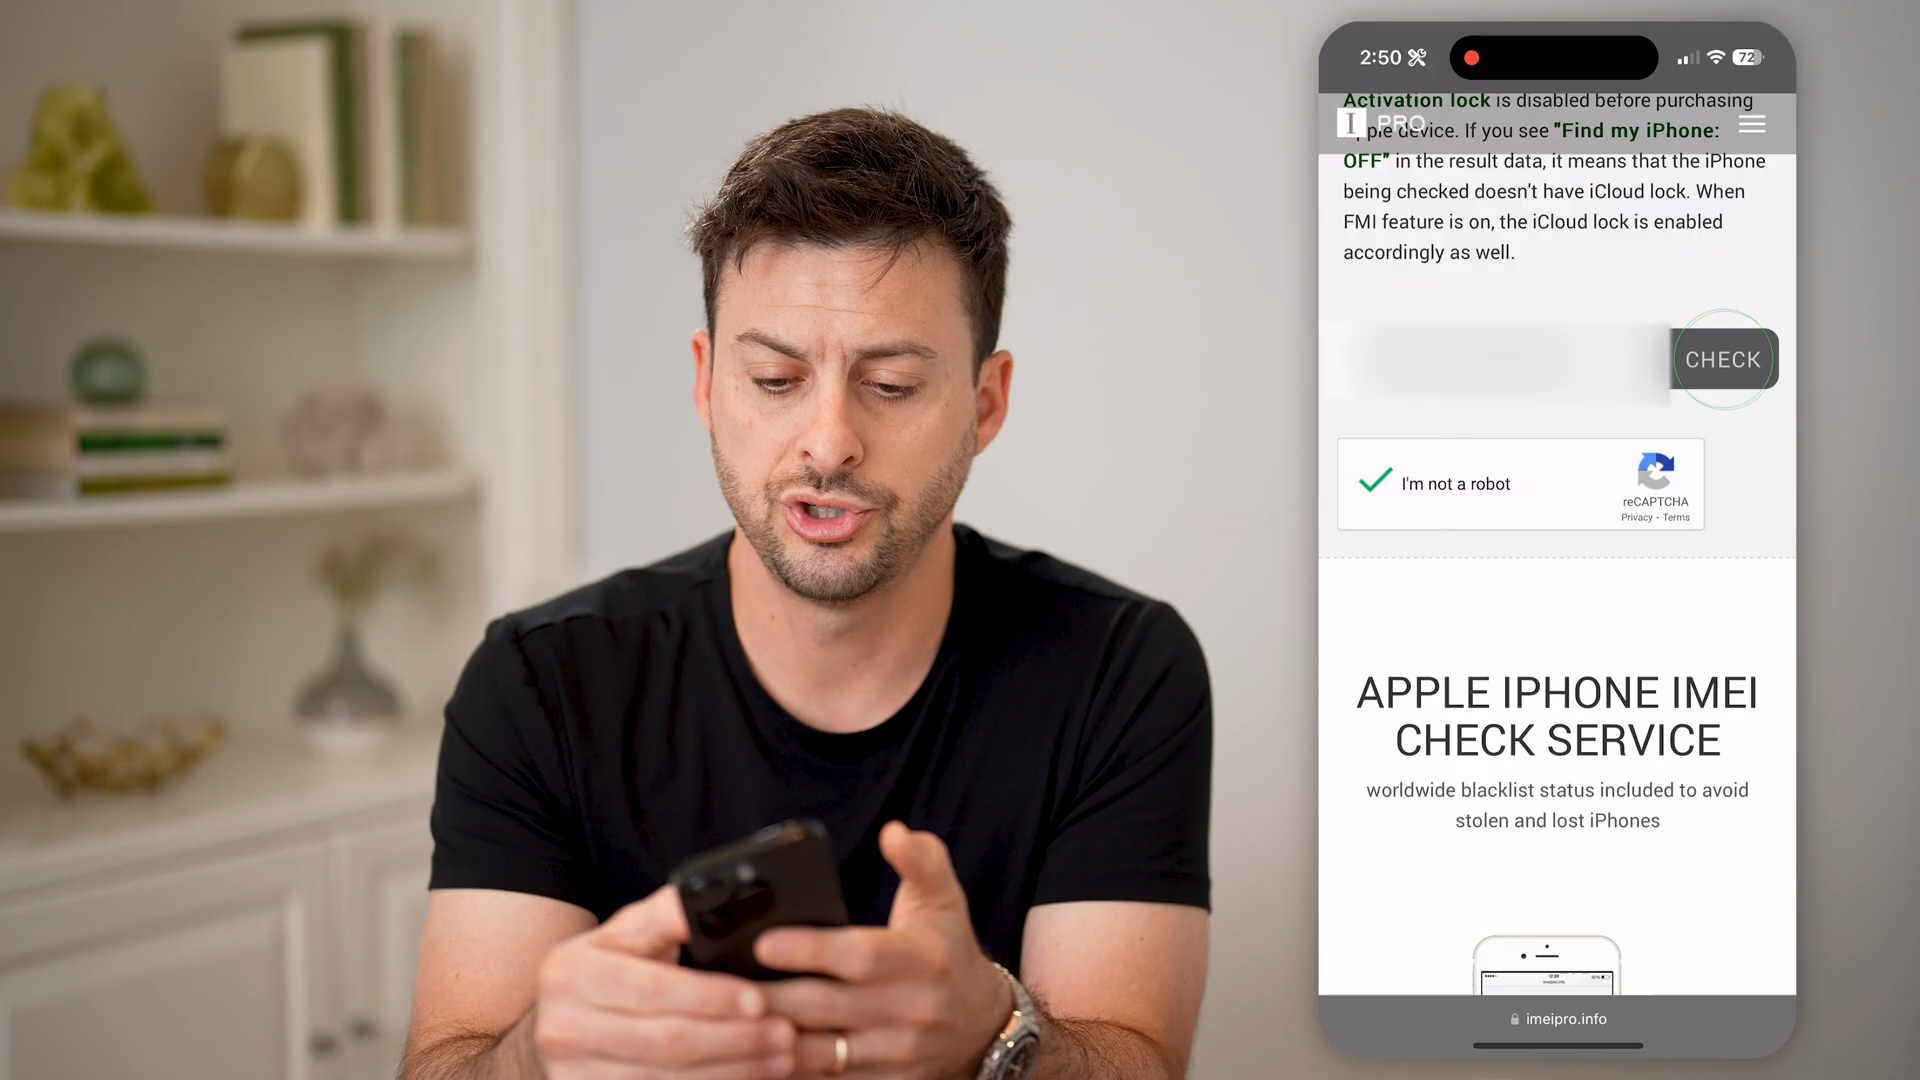 2:50
72
Activation lock is disabled before purchasing
I PRO
ple device. If you see "Find my iPhone:
OFF" in the result data, it means that the iPhone
being checked doesn't have iCloud lock. When
FMI feature is on, the iCloud lock is enabled
accordingly as well.
CHECK
I'm not a robot
reCAPTCHA
Privacy - Terms
APPLE IPHONE IMEI
CHECK SERVICE
worldwide blacklist status included to avoid
stolen and lost iPhones
imeipro.info